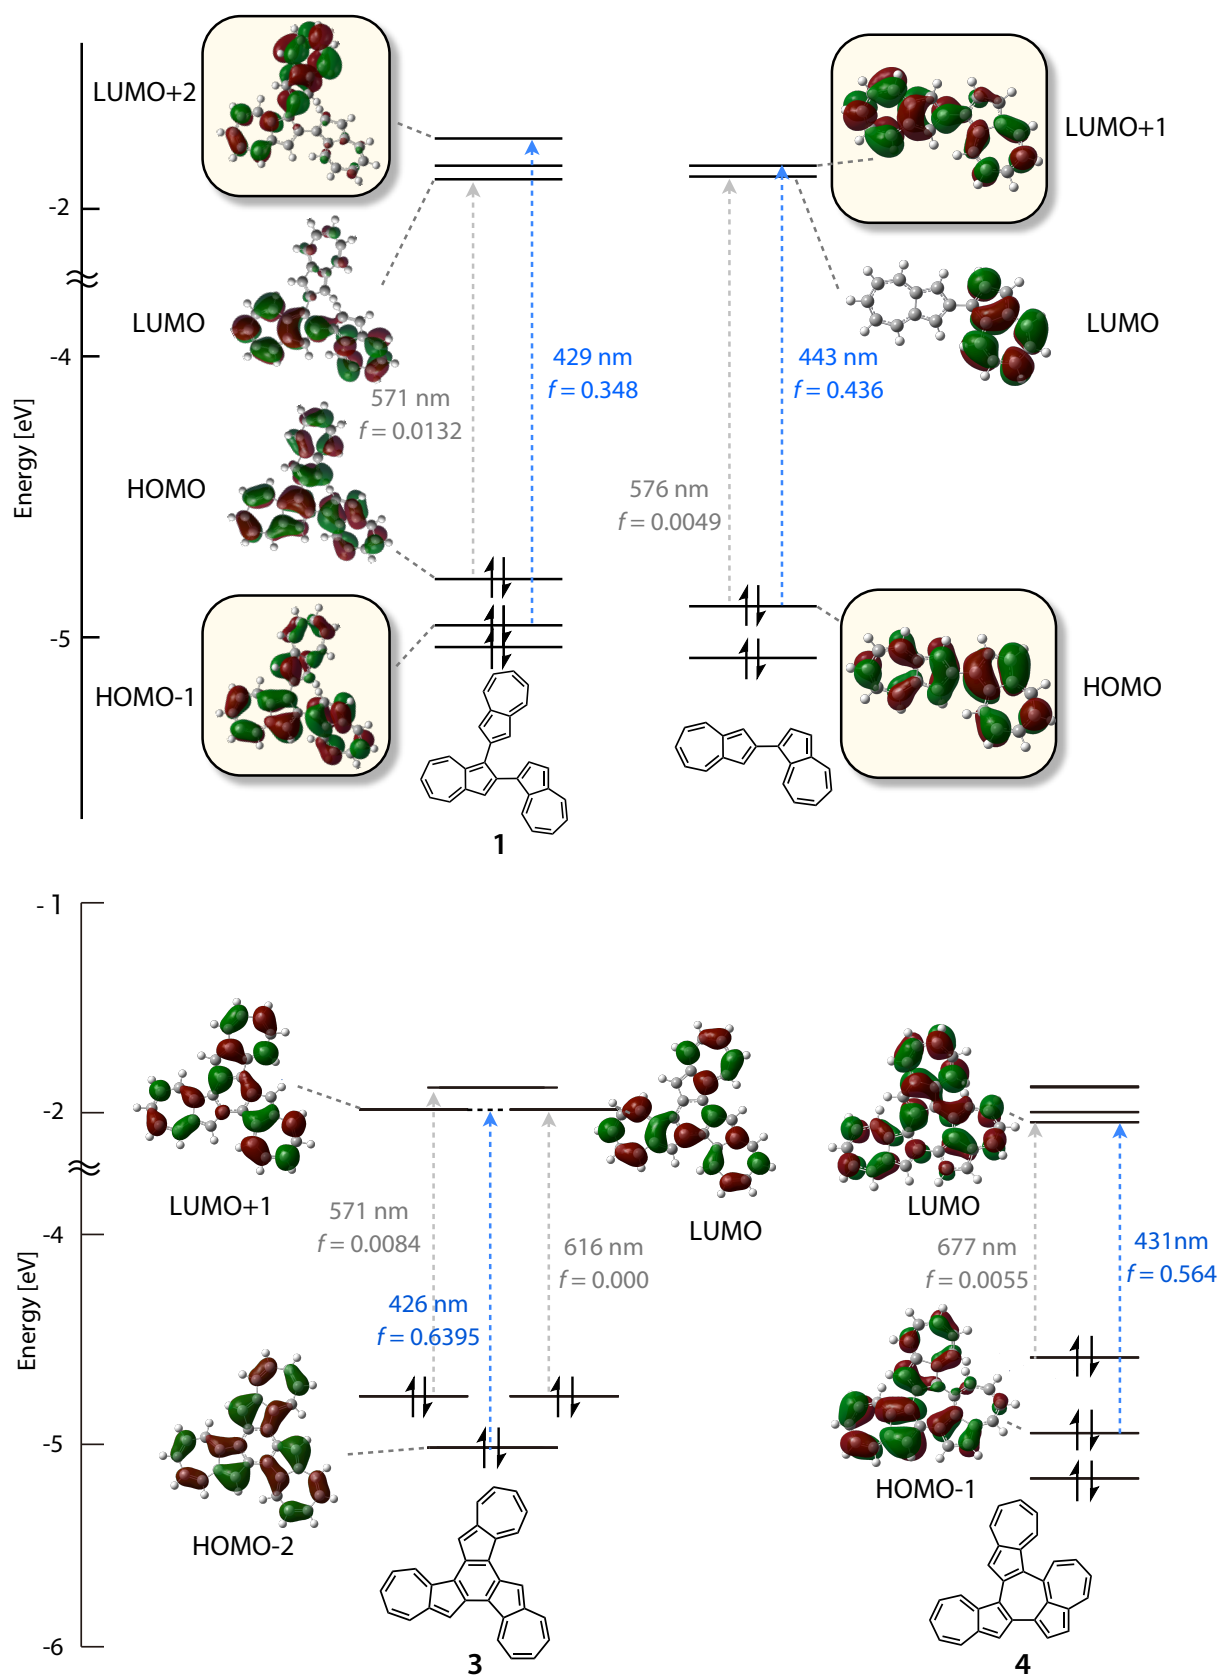 LUMO+2
LUMO+1
-2
LUMO
LUMO
-4
429 nm
f = 0.348
443 nm
f = 0.436
571 nm
f = 0.0132
Energy [eV]
HOMO
576 nm
f = 0.0049
-5
HOMO-1
HOMO
1
-1
-2
LUMO+1
LUMO
LUMO
571 nm
f = 0.0084
616 nm
f = 0.000
677 nm
f = 0.0055
431nm
f = 0.564
-4
Energy [eV]
426 nm
f = 0.6395
-5
HOMO-2
HOMO-1
-6
3
4